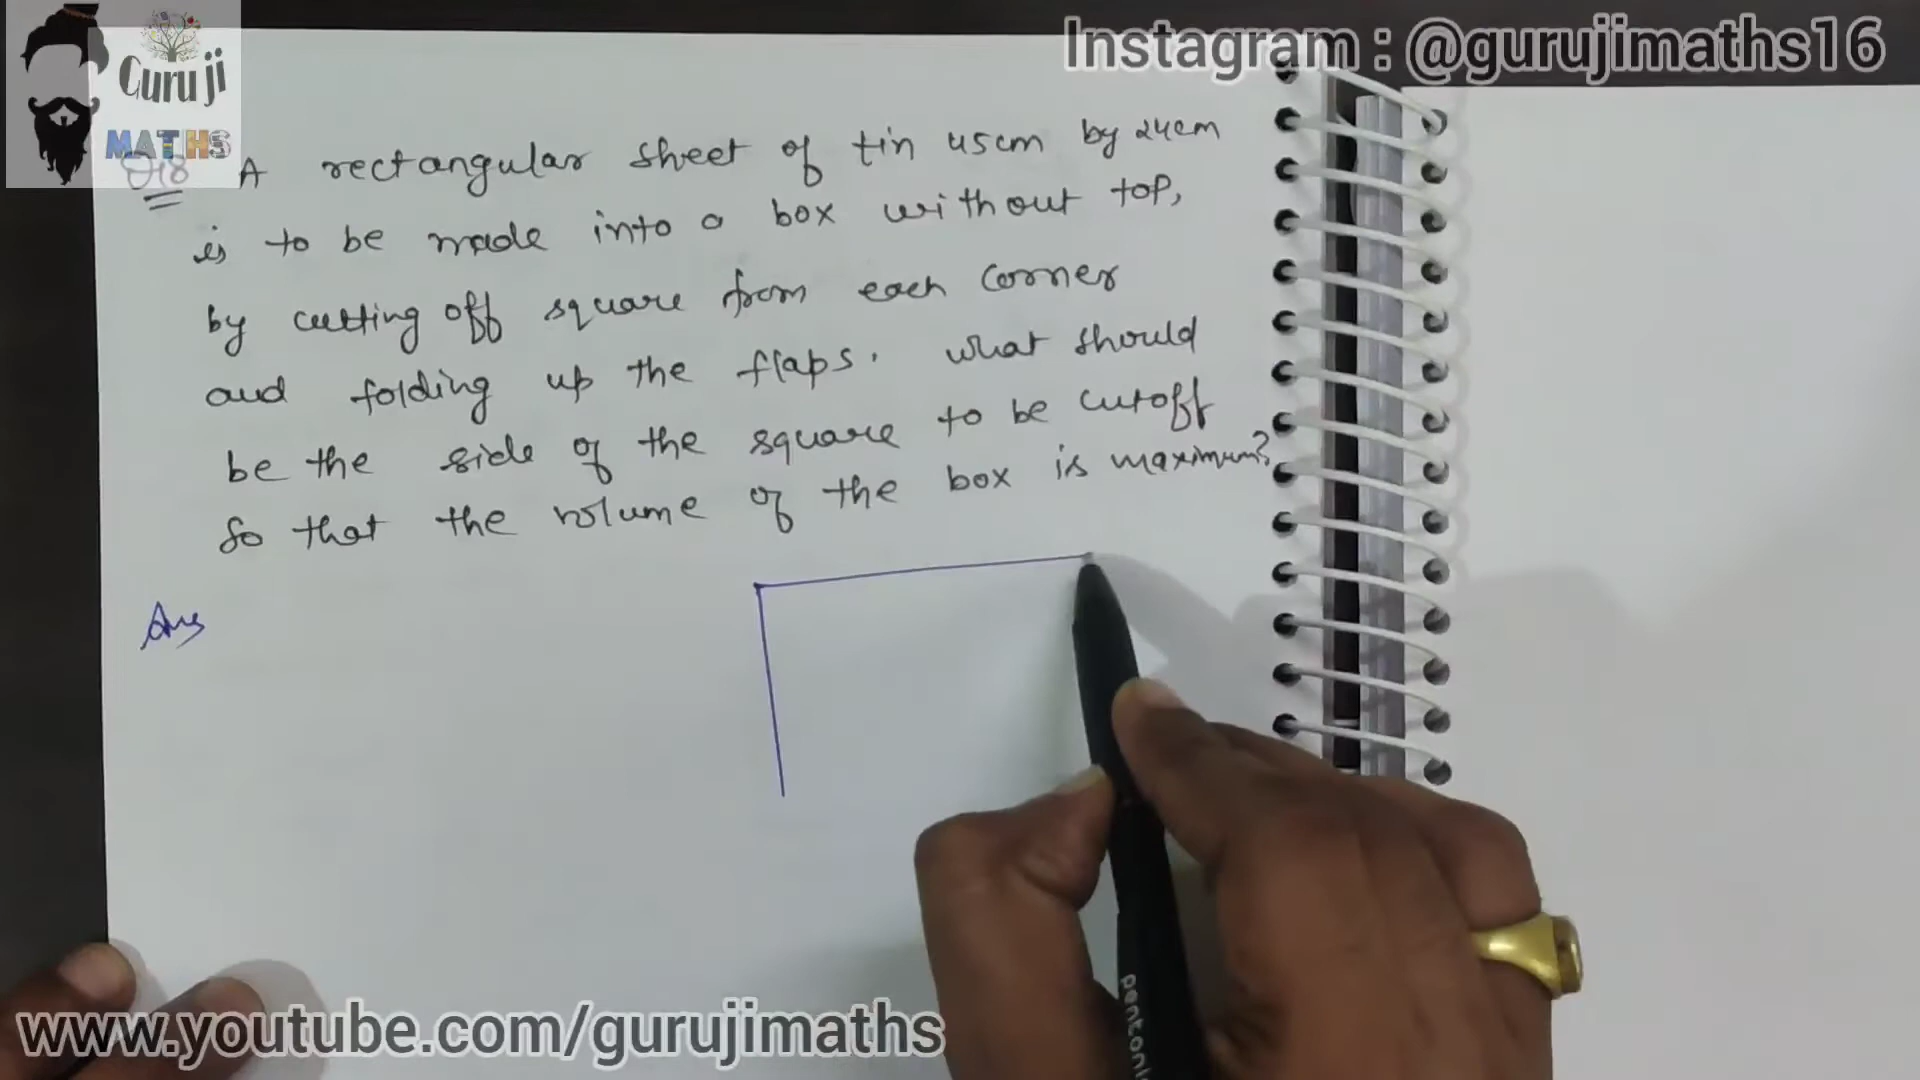 Instagram : @gurujimaths16
Guruji
MATHS
Q18 A rectangular sheet of tin 45cm by 24cm
is to be made into a box without top,
by cutting off square from each corner
and folding up the flaps. what should
be the side of the square to be cutoff
So that the volume of the box is maximum?
Ans
pentonic
www.youtube.com/gurujimaths